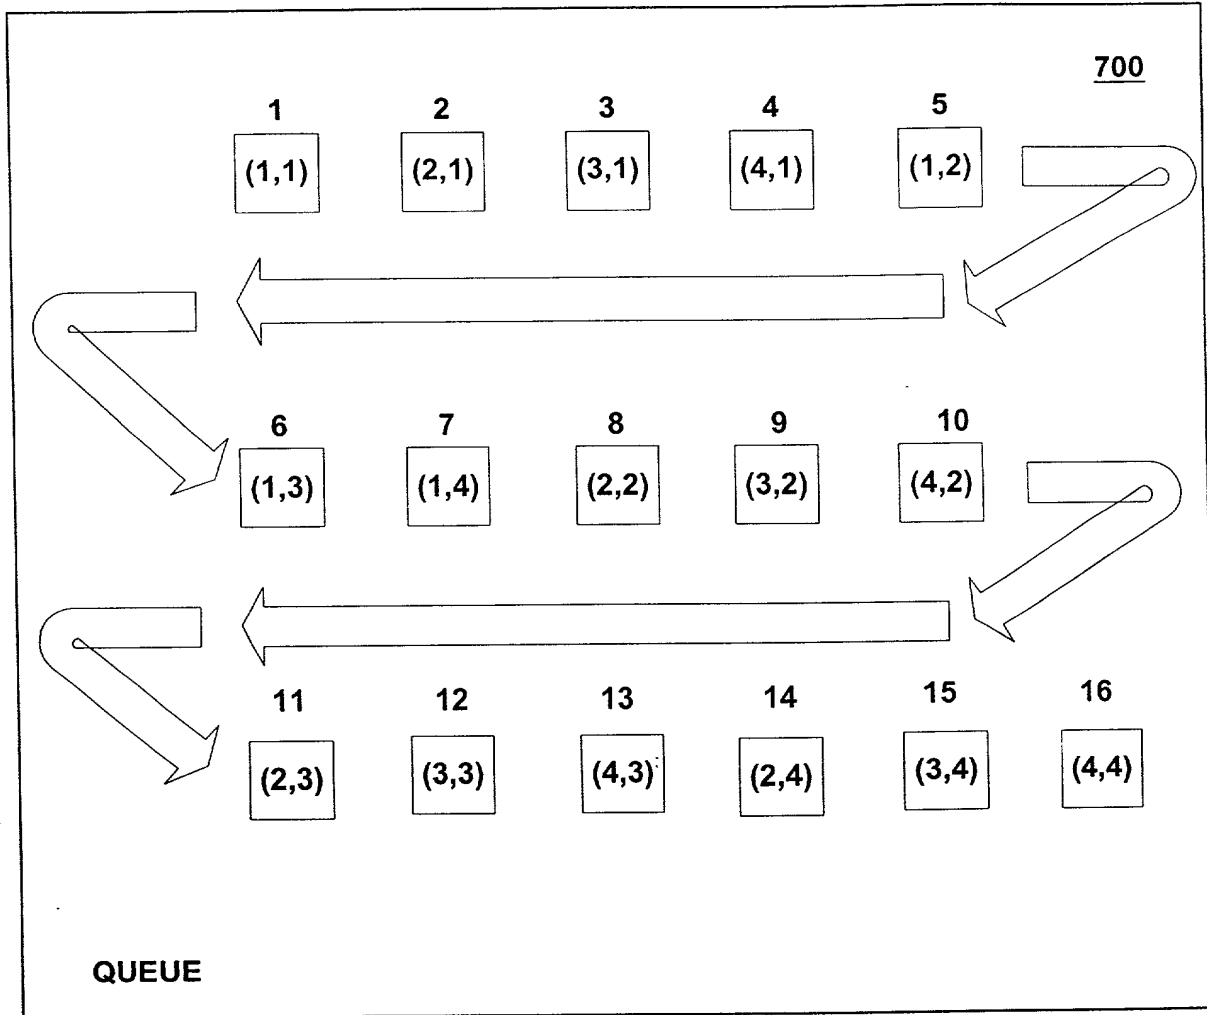 700
1 2 3 4 5
(1,1) (2,1) (3,1) (4,1) (1,2)
6 7 8 9 10
(1,3) (1,4) (2,2) (3,2) (4,2)
11 12 13 14 15 16
(2,3) (3,3) (4,3) (2,4) (3,4) (4,4)
QUEUE